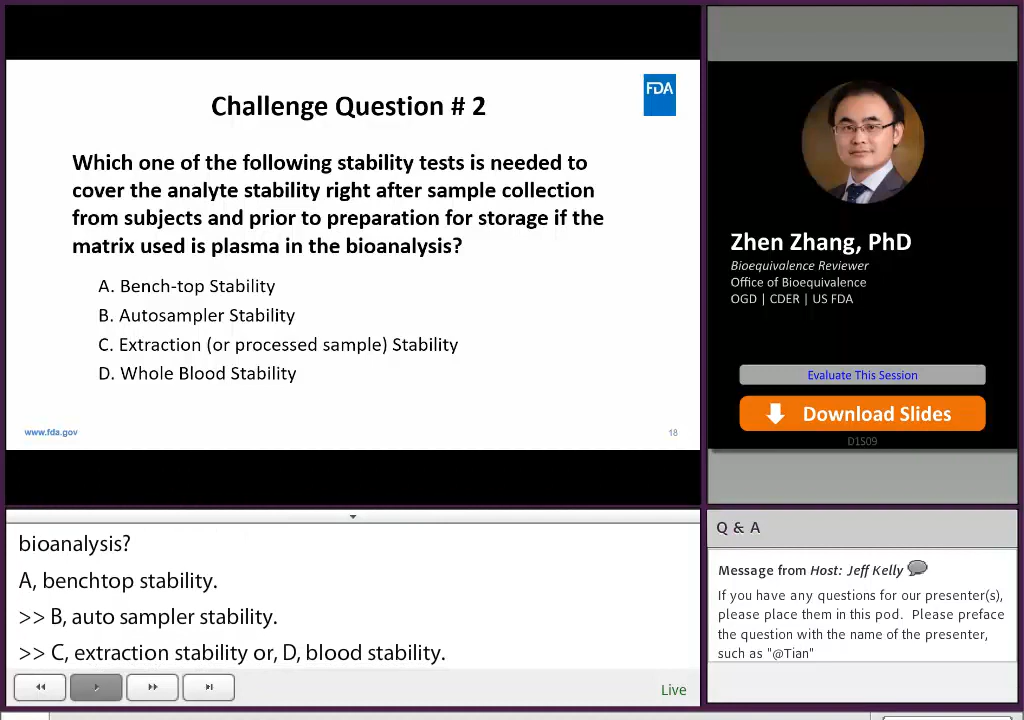 FDA
Challenge Question # 2
Which one of the following stability tests is needed to
cover the analyte stability right after sample collection
from subjects and prior to preparation for storage if the
matrix used is plasma in the bioanalysis?
A. Bench-top Stability
B. Autosampler Stability
C. Extraction (or processed sample) Stability
D. Whole Blood Stability
www.fda.gov
18
bioanalysis?
A, benchtop stability.
>> B, auto sampler stability.
>> C, extraction stability or, D, blood stability.
Live
Zhen Zhang, PhD
Bioequivalence Reviewer
Office of Bioequivalence
OGD | CDER | US FDA
Evaluate This Session
Download Slides
D1S09
Q & A
Message from Host: Jeff Kelly
If you have any questions for our presenter(s),
please place them in this pod. Please preface
the question with the name of the presenter,
such as "@Tian"